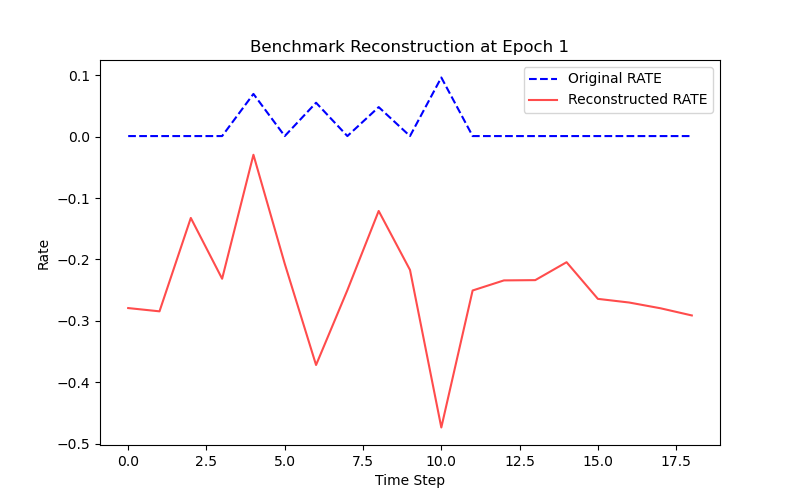 Benchmark Reconstruction at Epoch 1
Original RATE
Reconstructed RATE
Rate
0.1
0.0
−0.1
−0.2
−0.3
−0.4
−0.5
0.0 2.5 5.0 7.5 10.0 12.5 15.0 17.5
Time Step